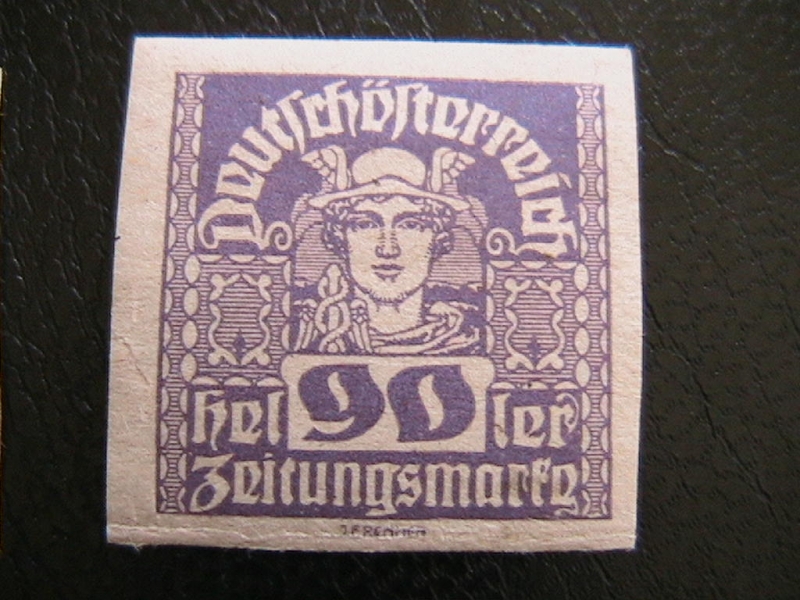 Deutschösterreich
90
heller
Zeitungsmarke